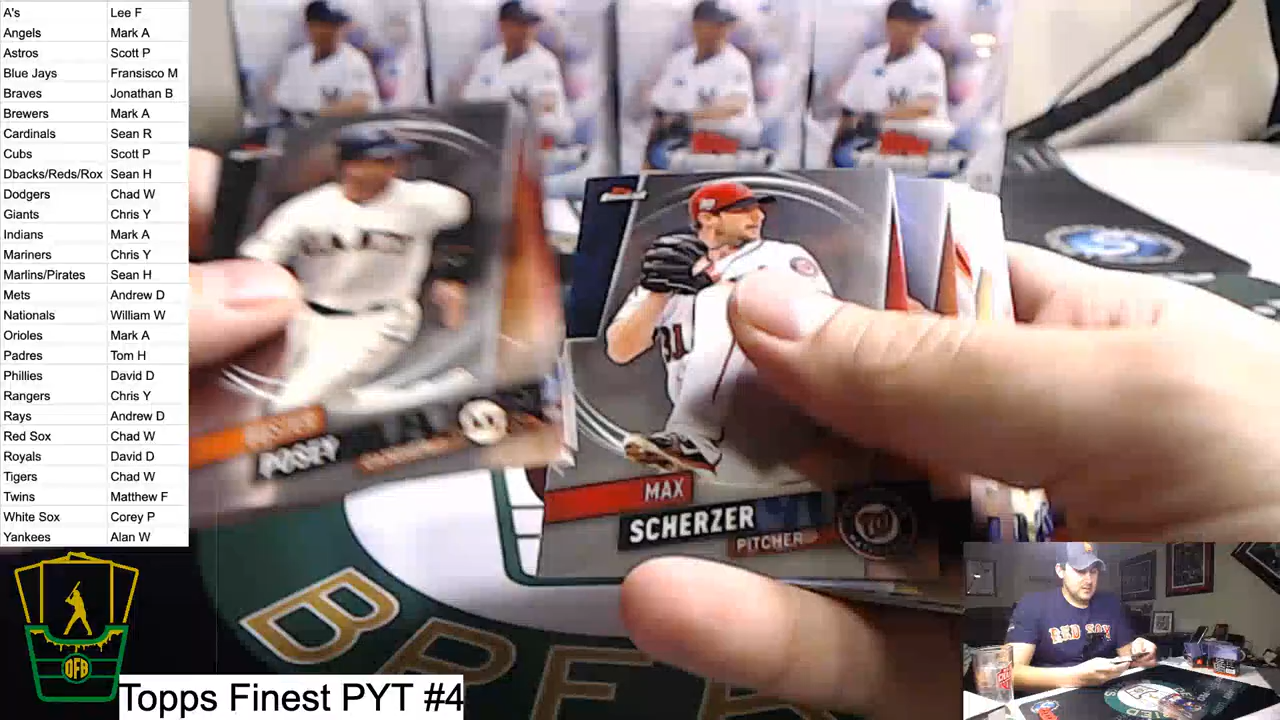 A's Lee F
Angels Mark A
Astros Scott P
Blue Jays Fransisco M
Braves Jonathan B
Brewers Mark A
Cardinals Sean R
Cubs Scott P
Dbacks/Reds/Rox Sean H
Dodgers Chad W
Giants Chris Y
Indians Mark A
Mariners Chris Y
Marlins/Pirates Sean H
Mets Andrew D
Nationals William W
Orioles Mark A
Padres Tom H
Phillies David D
Rangers Chris Y
Rays Andrew D
Red Sox Chad W
Royals David D
Tigers Chad W
Twins Matthew F
White Sox Corey P
Yankees Alan W
GIANTS
POSEY
MAX
SCHERZER
PITCHER
BRE
OFB
RED SOX
Topps Finest PYT #4